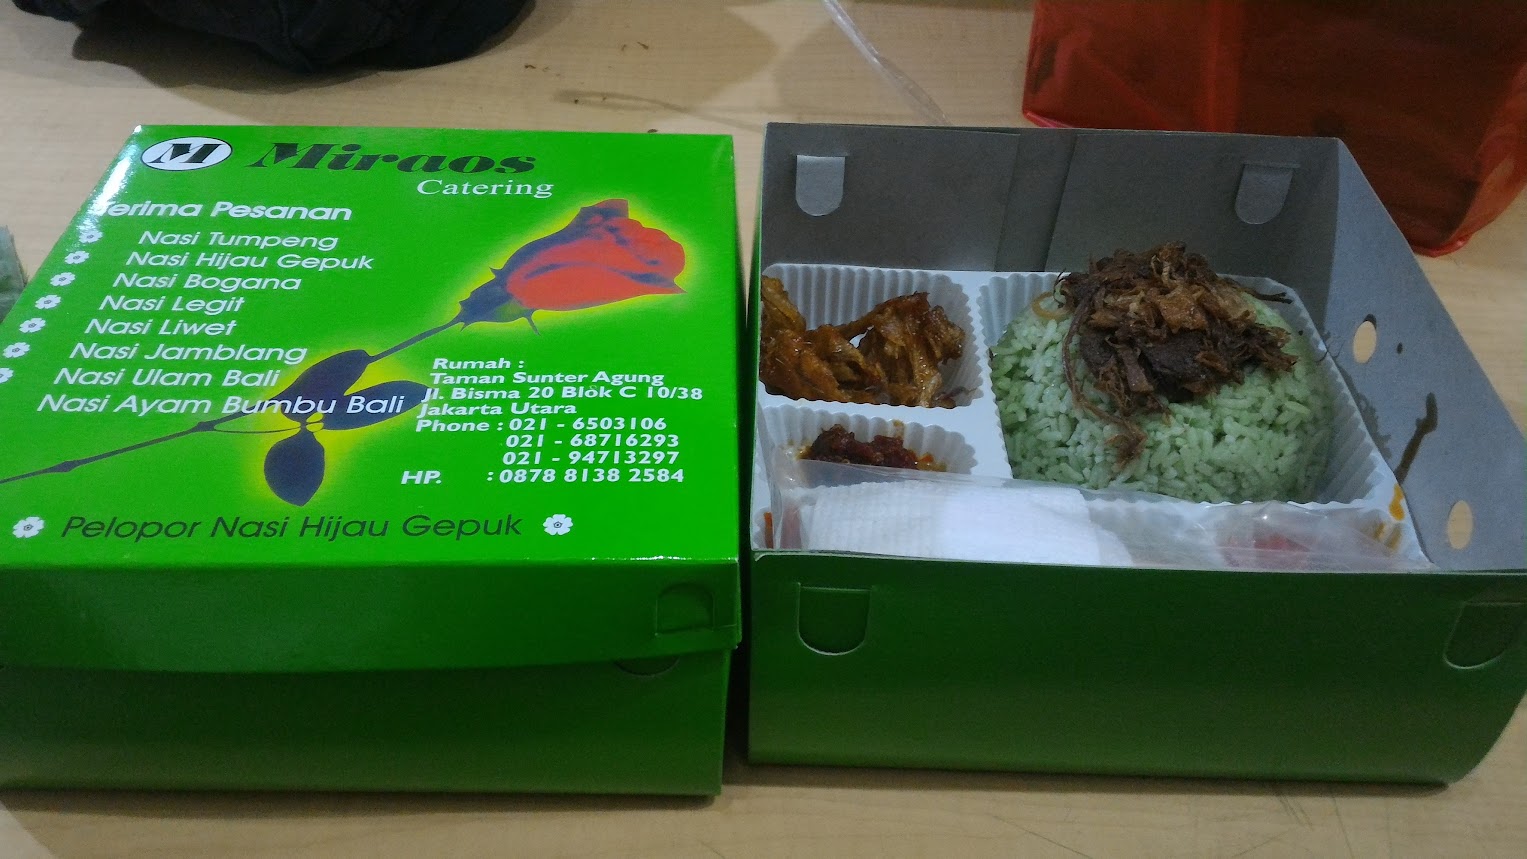 M Miraos
Catering
Terima Pesanan
Nasi Tumpeng
Nasi Hijau Gepuk
Nasi Bogana
Nasi Legit
Nasi Liwet
Nasi Jamblang
Nasi Ulam Bali
Nasi Ayam Bumbu Bali
Rumah :
Taman Sunter Agung
Jl. Bisma 20 Blok C 10/38
Jakarta Utara
Phone : 021 - 6503106
021 - 68716293
021 - 94713297
HP. : 0878 8138 2584
Pelopor Nasi Hijau Gepuk